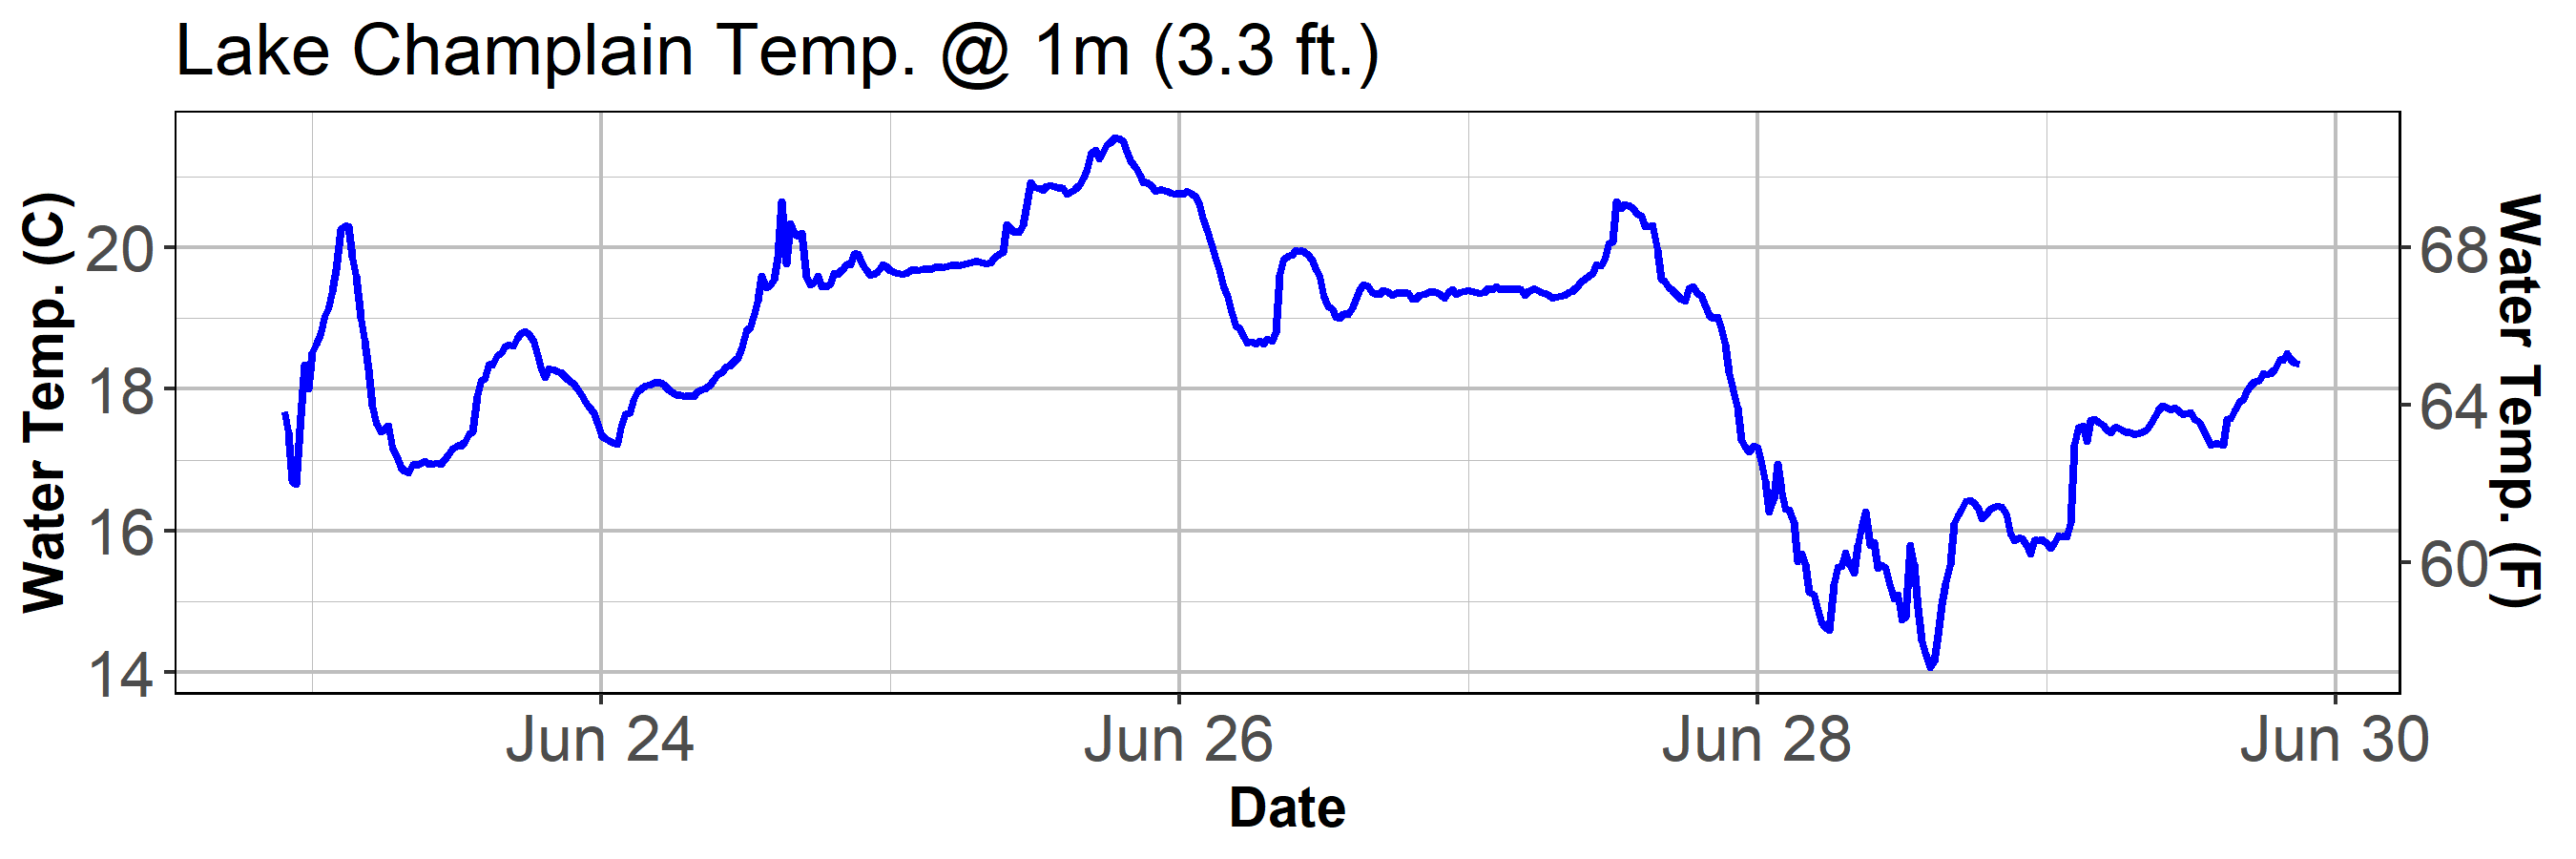 Lake Champlain Temp. @ 1m (3.3 ft.)
Water Temp. (C)
20
18
16
14
68
64
60
Water Temp. (F)
Jun 24
Jun 26
Jun 28
Jun 30
Date